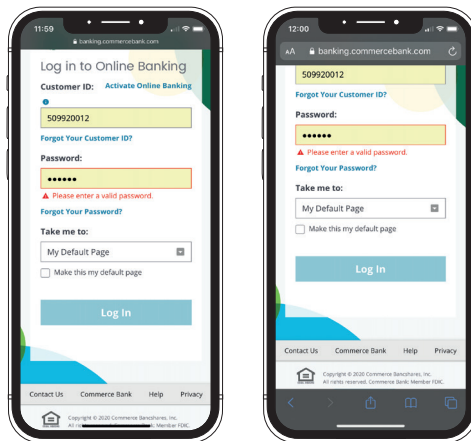 11:59
banking.commercebank.com
Log in to Online Banking
Customer ID: Activate Online Banking
509920012
Forgot Your Customer ID?
Password:
••••••
Please enter a valid password.
Forgot Your Password?
Take me to:
My Default Page
Make this my default page
Log In
Contact Us Commerce Bank Help Privacy
Copyright © 2020 Commerce Bancshares, Inc.
All rights Bank: Member FDIC.
12:00
AA banking.commercebank.com
509920012
Forgot Your Customer ID?
Password:
••••••
Please enter a valid password.
Forgot Your Password?
Take me to:
My Default Page
Make this my default page
Log In
Contact Us Commerce Bank Help Privacy
Copyright © 2020 Commerce Bancshares, Inc.
All rights reserved. Commerce Bank: Member FDIC.